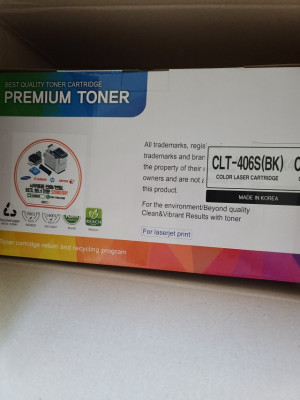 BEST QUALITY TONER CARTRIDGE
PREMIUM TONER
All trademarks, regis
trademarks and bran
the property of their
owners and are not
this product.
For the environment/Beyond quality
Clean&Vibrant Results with toner
For laserjet print
CLT-406S(BK)
COLOR LASER CARTRIDGE
MADE IN KOREA
REACH
Toner cartridge return and recycling program